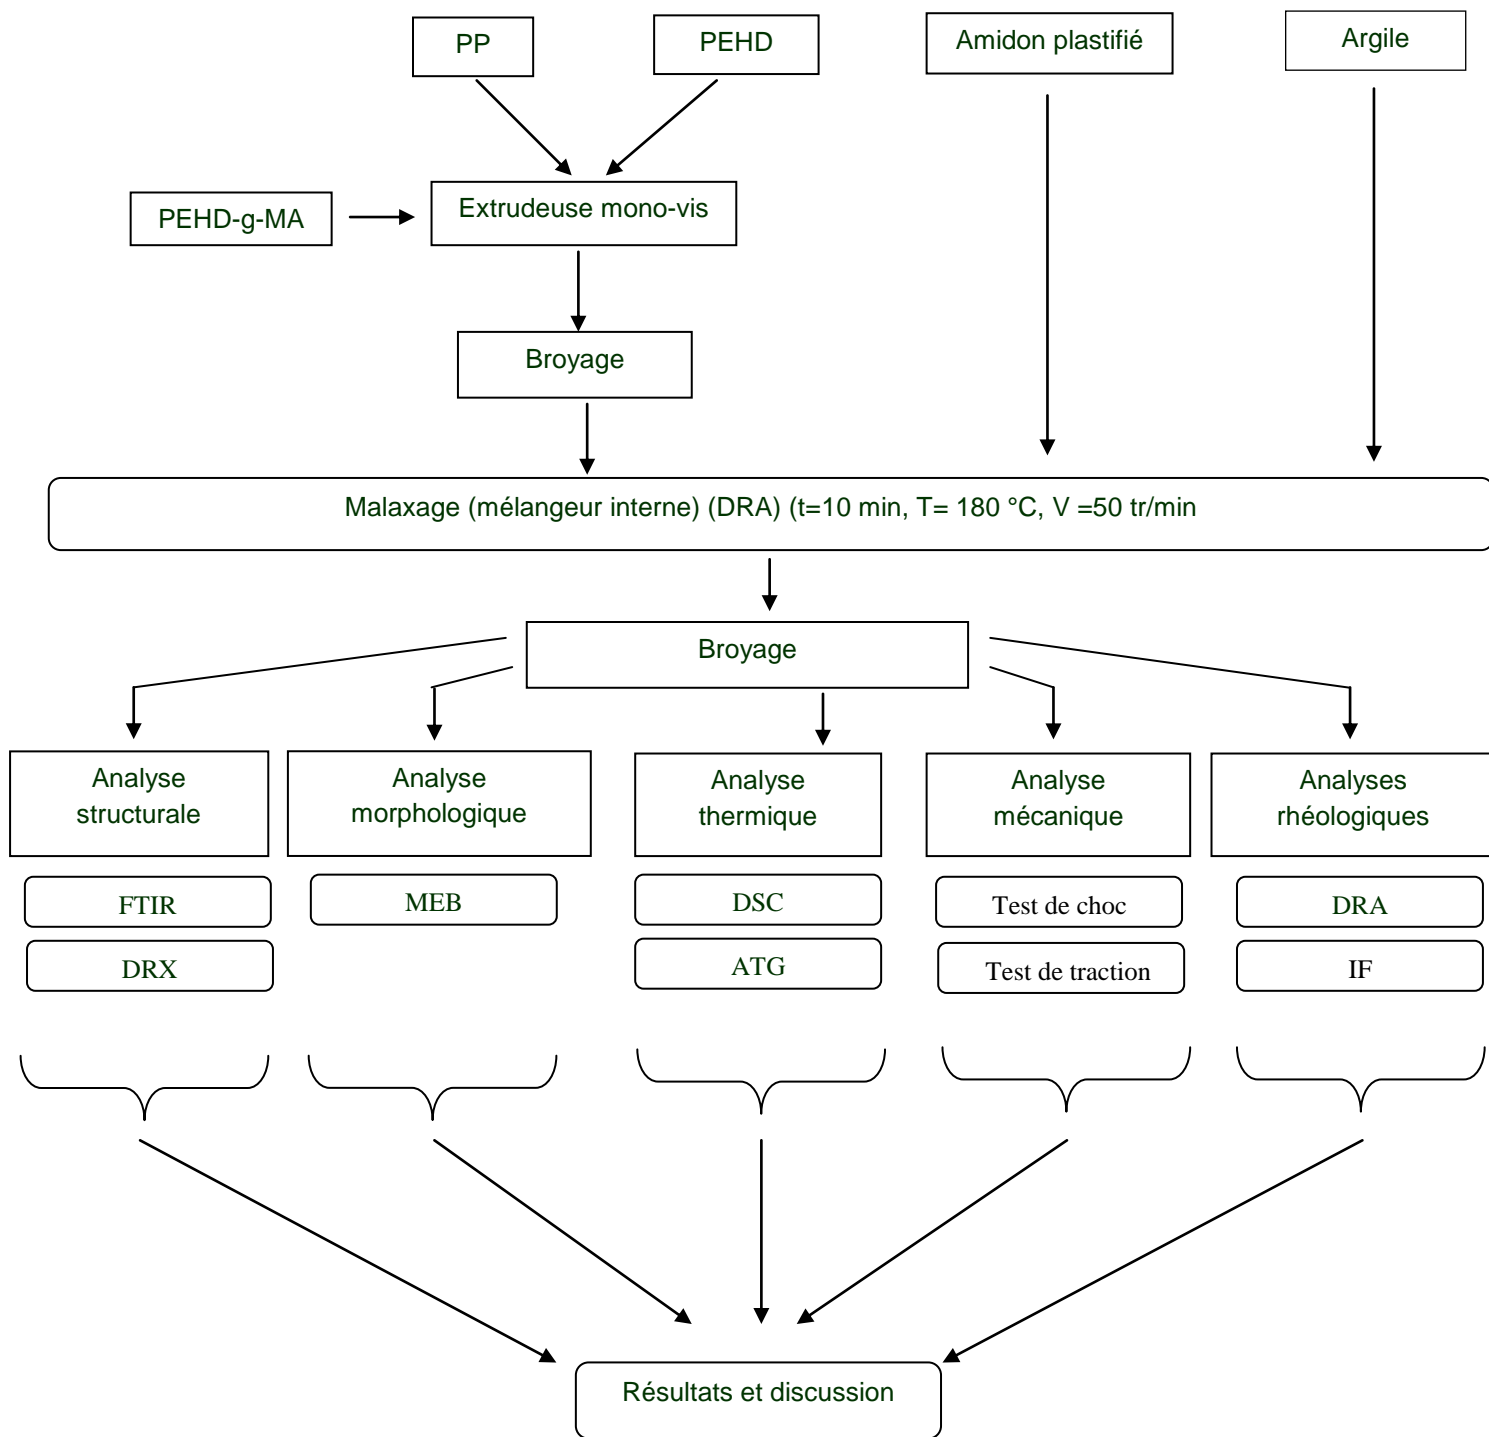 PP
PEHD
Amidon plastifié
Argile
PEHD-g-MA
Extrudeuse mono-vis
Broyage
Malaxage (mélangeur interne) (DRA) (t=10 min, T= 180 °C, V =50 tr/min
Broyage
Analyse
structurale
Analyse
morphologique
Analyse
thermique
Analyse
mécanique
Analyses
rhéologiques
FTIR
MEB
DSC
Test de choc
DRA
DRX
ATG
Test de traction
IF
Résultats et discussion